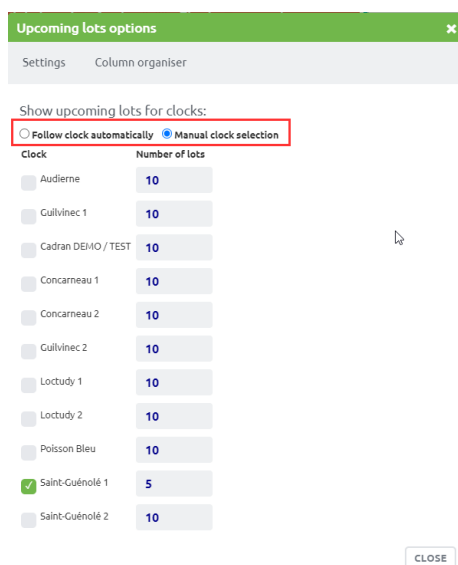 Upcoming lots options
Settings Column organiser
Show upcoming lots for clocks:
Follow clock automatically Manual clock selection
Clock Number of lots
Audierne 10
Guilvinec 1 10
Cadran DEMO / TEST 10
Concarneau 1 10
Concarneau 2 10
Guilvinec 2 10
Loctudy 1 10
Loctudy 2 10
Poisson Bleu 10
Saint-Guénolé 1 5
Saint-Guénolé 2 10
CLOSE